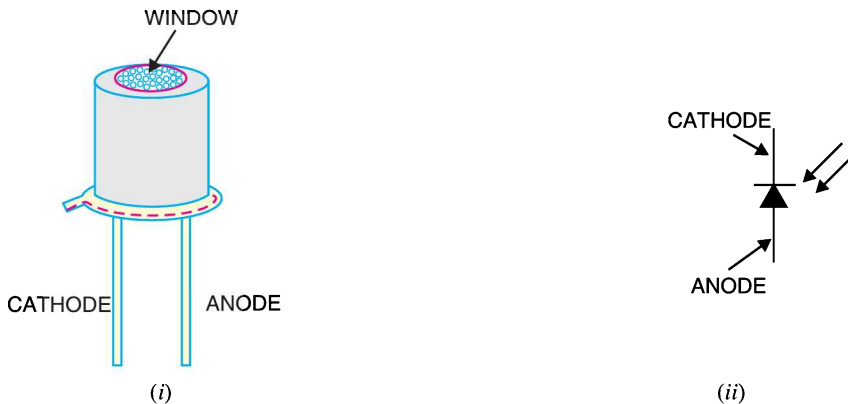 WINDOW
CATHODE
ANODE
(i)
CATHODE
ANODE
(ii)